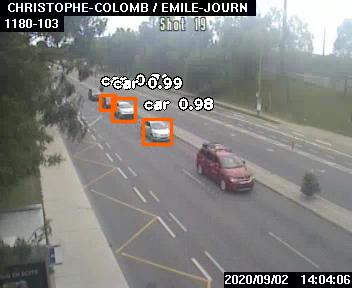 CHRISTOPHE-COLOMB / EMILE-JOURN
1180-103
Shot 19
car 0.99
car 0.98
2020/09/02 14:04:06